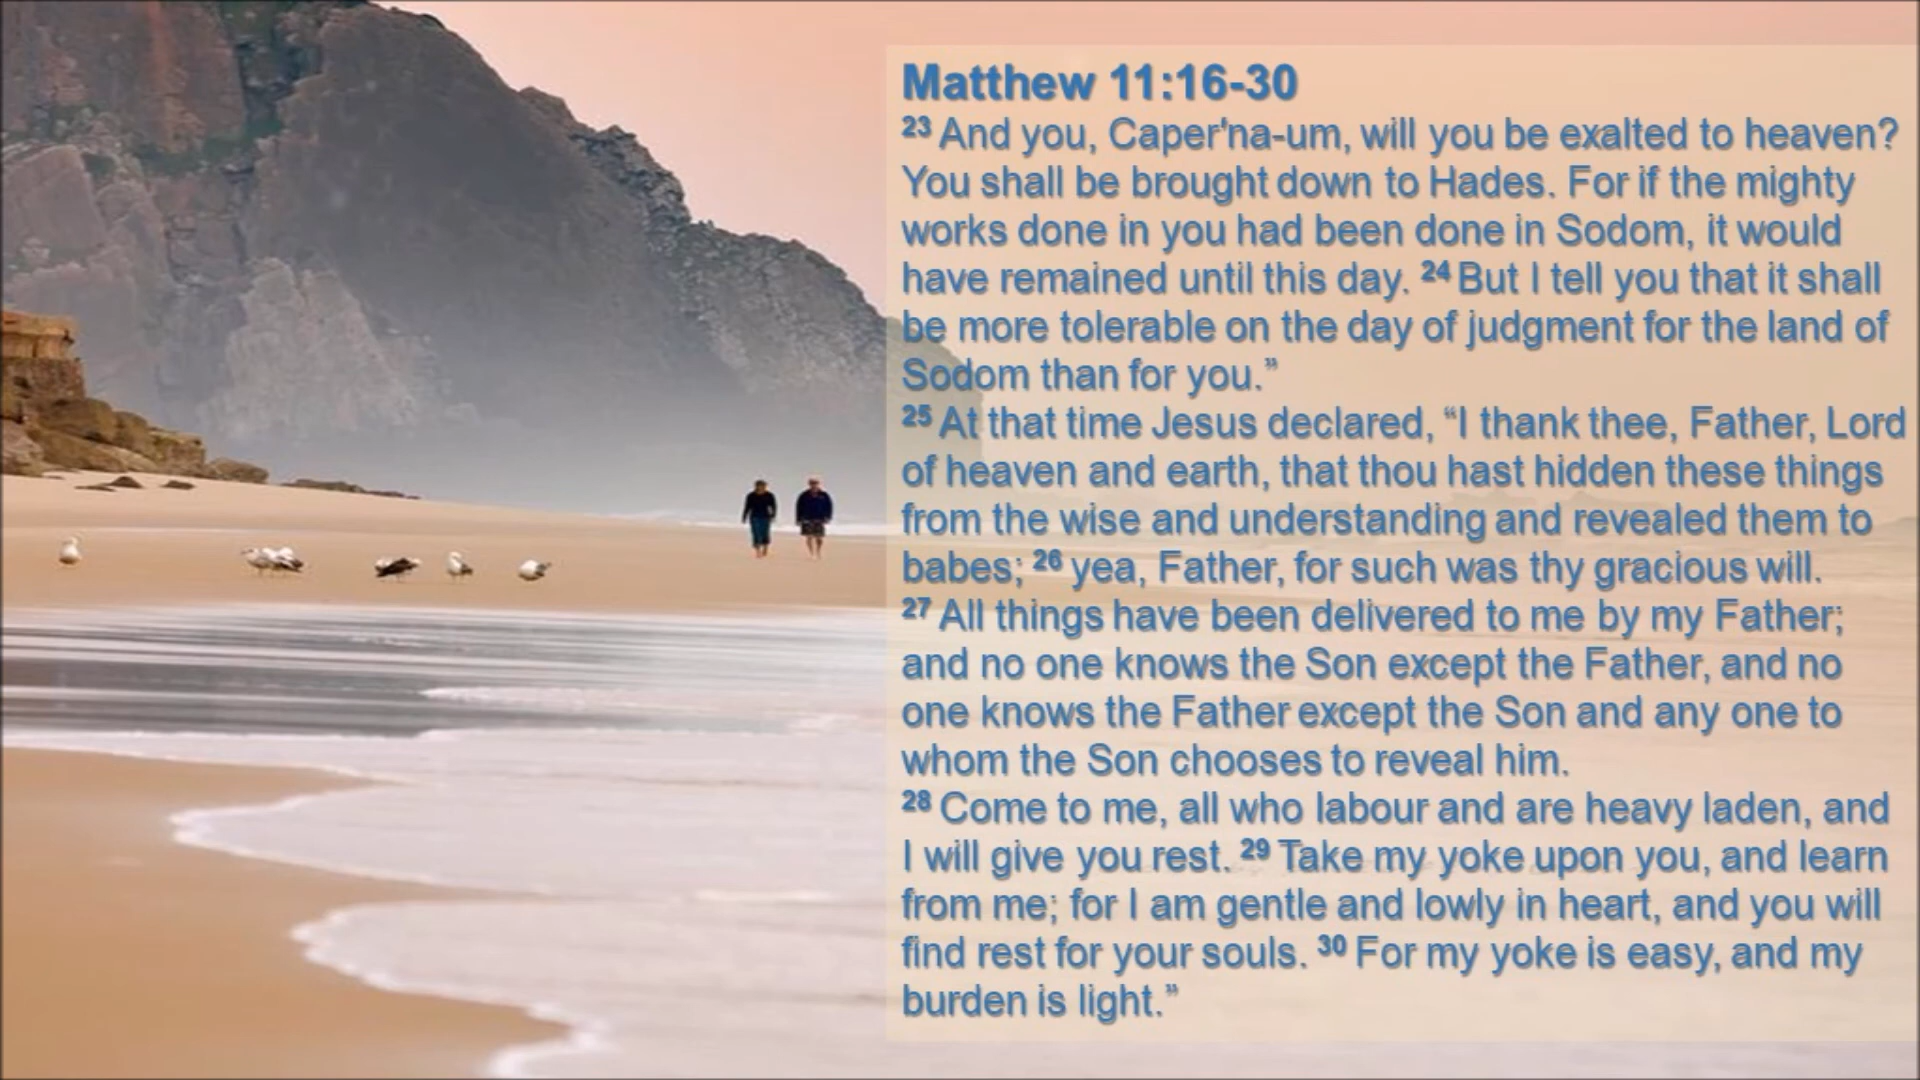 Matthew 11:16-30
23 And you, Caper'na-um, will you be exalted to heaven?
You shall be brought down to Hades. For if the mighty
works done in you had been done in Sodom, it would
have remained until this day. 24 But I tell you that it shall
be more tolerable on the day of judgment for the land of
Sodom than for you.”
25 At that time Jesus declared, “I thank thee, Father, Lord
of heaven and earth, that thou hast hidden these things
from the wise and understanding and revealed them to
babes; 26 yea, Father, for such was thy gracious will.
27 All things have been delivered to me by my Father;
and no one knows the Son except the Father, and no
one knows the Father except the Son and any one to
whom the Son chooses to reveal him.
28 Come to me, all who labour and are heavy laden, and
I will give you rest. 29 Take my yoke upon you, and learn
from me; for I am gentle and lowly in heart, and you will
find rest for your souls. 30 For my yoke is easy, and my
burden is light.”